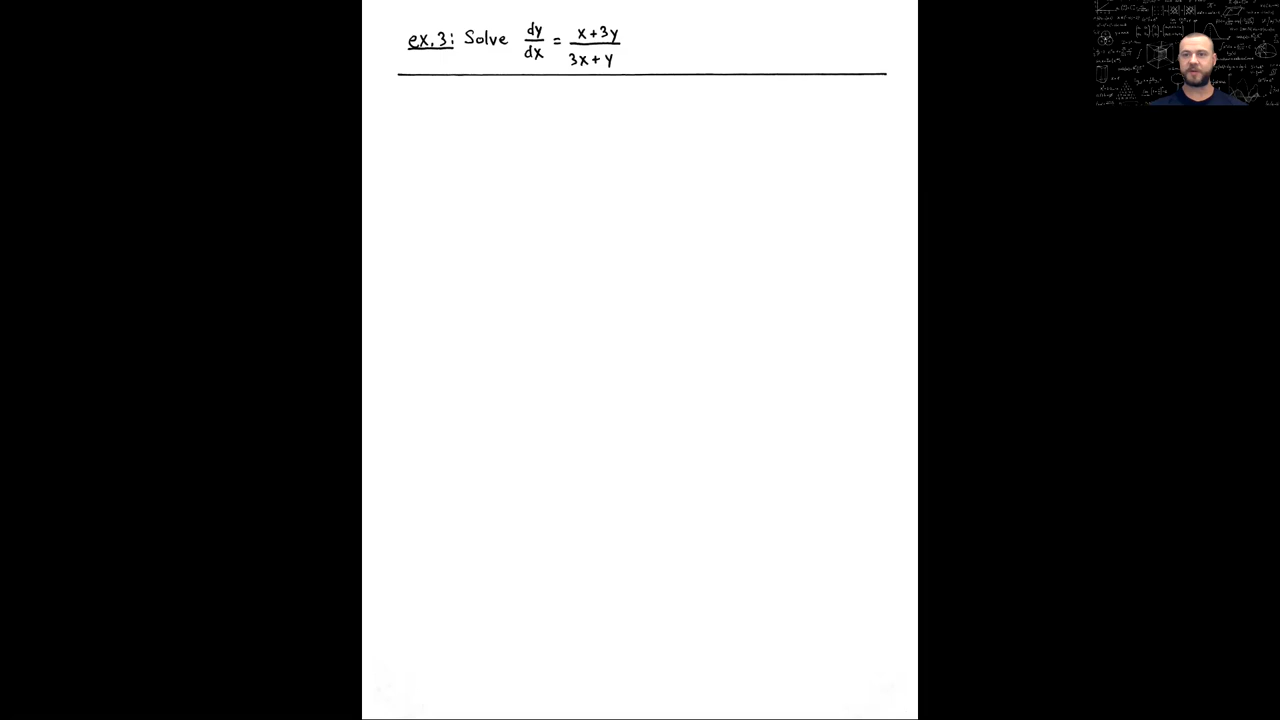 ex.3: Solve dy/dx = (x+3y)/(3x+y)